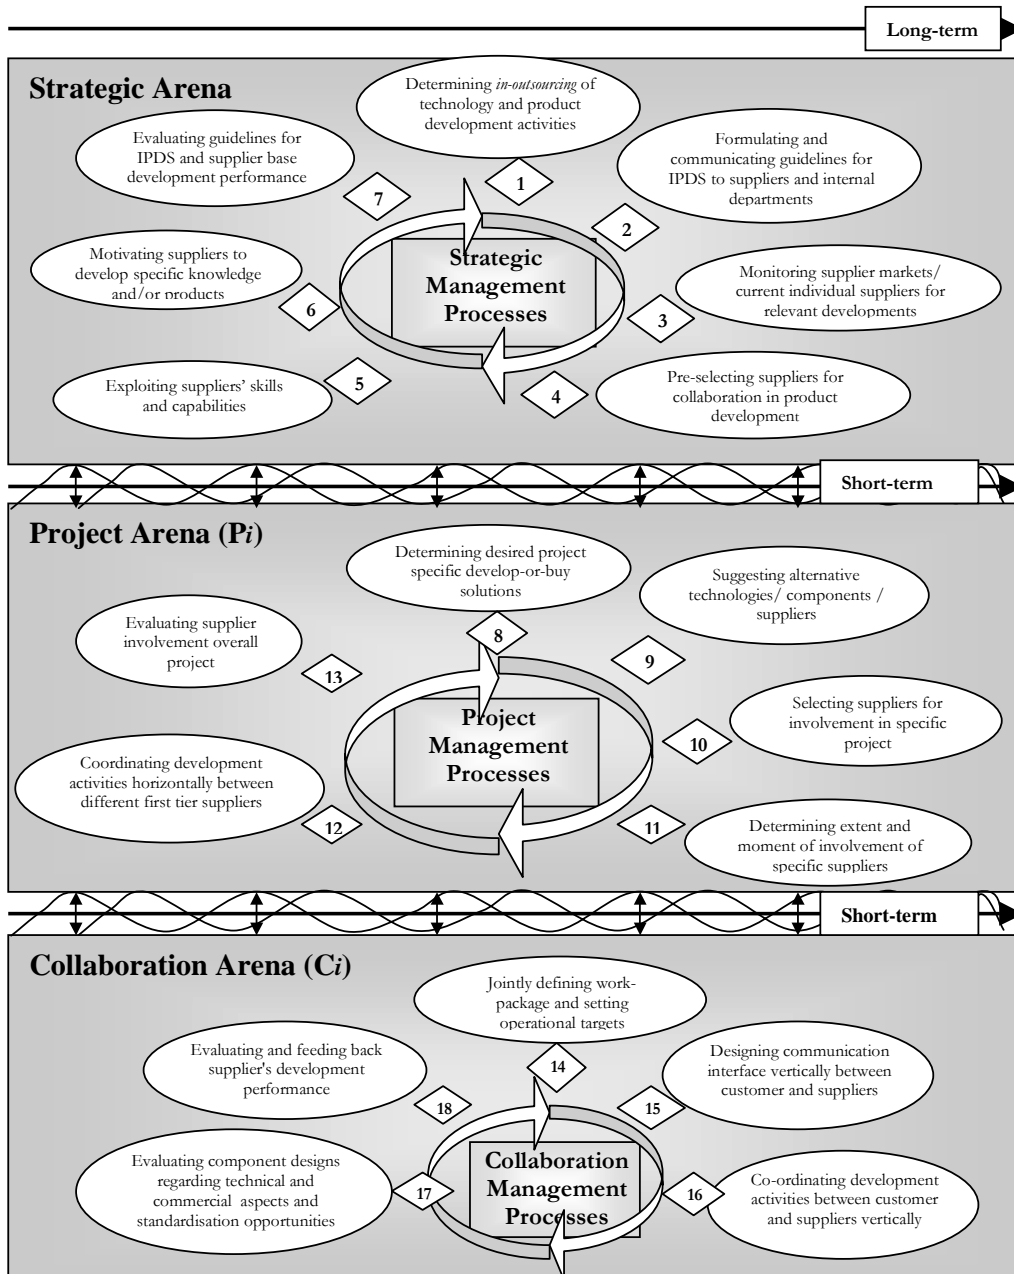 Long-term
Strategic Arena
Determining in-outsourcing of
technology and product
development activities
1
Formulating and
communicating guidelines for
IPDS to suppliers and internal
departments
2
Monitoring supplier markets/
current individual suppliers for
relevant developments
3
Pre-selecting suppliers for
collaboration in product
development
4
Exploiting suppliers' skills
and capabilities
5
Motivating suppliers to
develop specific knowledge
and/or products
6
Evaluating guidelines for
IPDS and supplier base
development performance
7
Strategic
Management
Processes
Short-term
Project Arena (Pi)
Determining desired project
specific develop-or-buy
solutions
8
Suggesting alternative
technologies/ components /
suppliers
9
Selecting suppliers for
involvement in specific
project
10
Determining extent and
moment of involvement of
specific suppliers
11
Coordinating development
activities horizontally between
different first tier suppliers
12
Evaluating supplier
involvement overall
project
13
Project
Management
Processes
Short-term
Collaboration Arena (Ci)
Jointly defining work-
package and setting
operational targets
14
Designing communication
interface vertically between
customer and suppliers
15
Co-ordinating development
activities between customer
and suppliers vertically
16
Evaluating component designs
regarding technical and
commercial aspects and
standardisation opportunities
17
Evaluating and feeding back
supplier's development
performance
18
Collaboration
Management
Processes